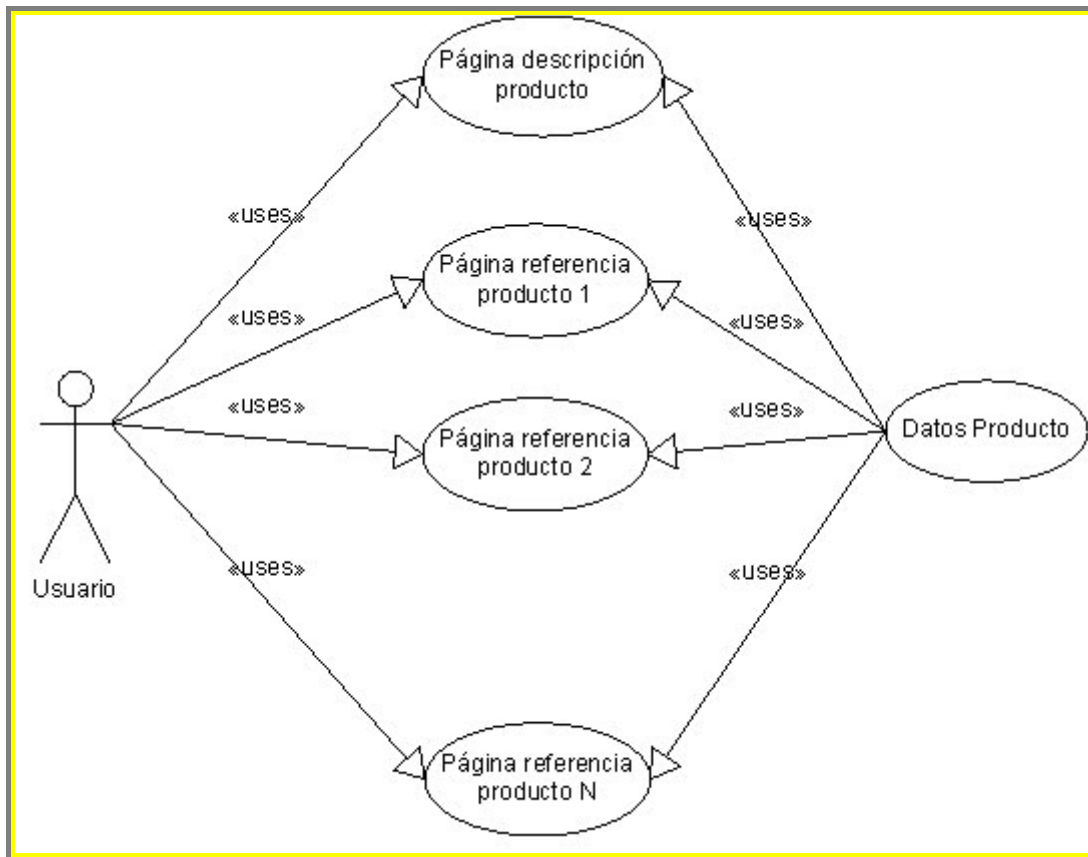 Página descripción
producto
«uses»
«uses»
Página referencia
producto 1
«uses»
«uses»
«uses»
«uses»
Página referencia
producto 2
Datos Producto
«uses»
«uses»
Usuario
Página referencia
producto N